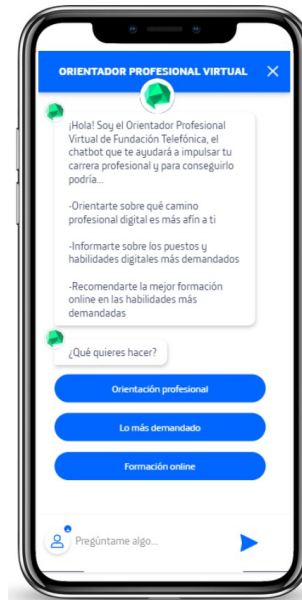 ORIENTADOR PROFESIONAL VIRTUAL
¡Hola! Soy el Orientador Profesional
Virtual de Fundación Telefónica, el
chatbot que te ayudará a impulsar tu
carrera profesional y para conseguirlo
podría...
-Orientarte sobre qué camino
profesional digital es más afín a ti
-Informarte sobre los puestos y
habilidades digitales más demandados
-Recomendarte la mejor formación
online en las habilidades más
demandadas
¿Qué quieres hacer?
Orientación profesional
Lo más demandado
Formación online
Pregúntame algo...